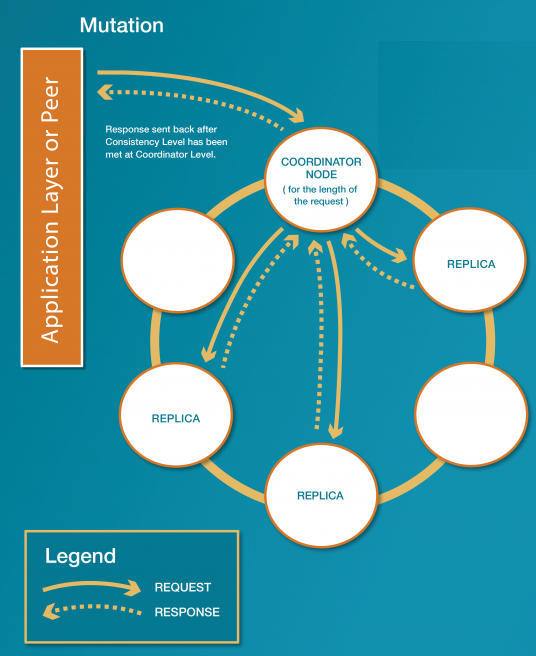 Mutation
Application Layer or Peer
Response sent back after
Consistency Level has been
met at Coordinator Level.
COORDINATOR
NODE
( for the length of
the request )
REPLICA
REPLICA
REPLICA
Legend
REQUEST
RESPONSE